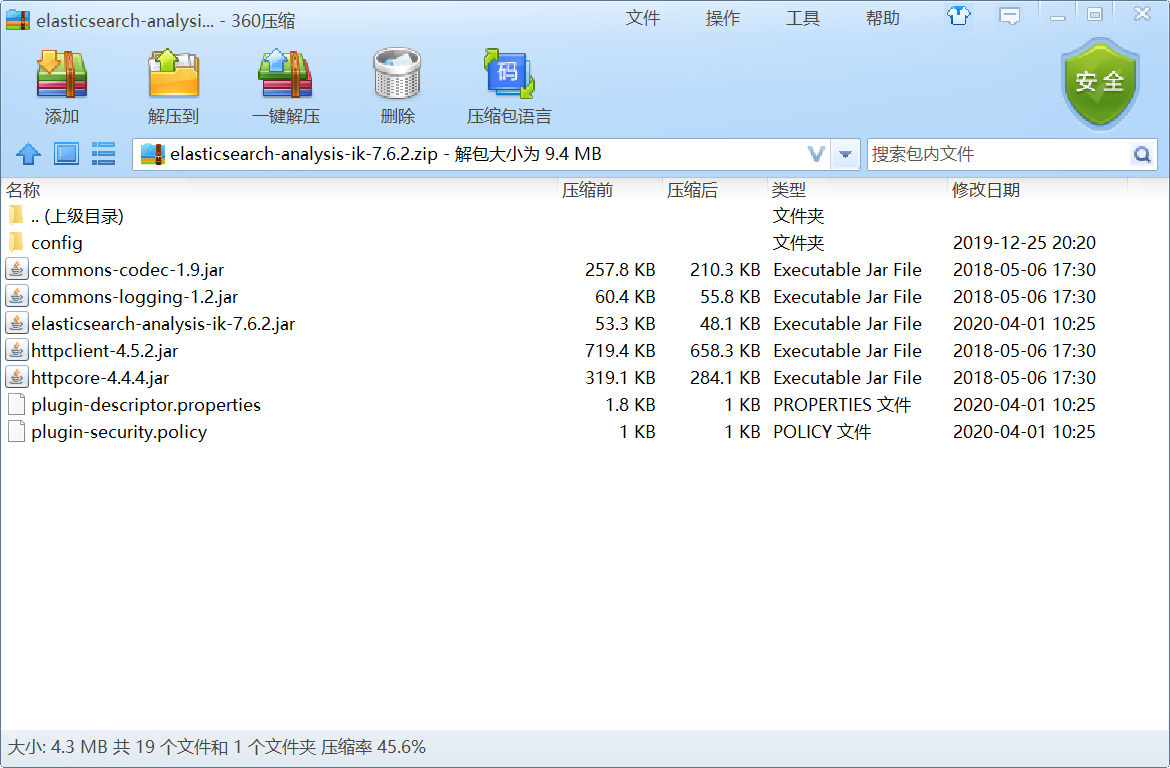 elasticsearch-analysi... - 360压缩 文件 操作 工具 帮助
添加 解压到 一键解压 删除 码 压缩包语言 安全
elasticsearch-analysis-ik-7.6.2.zip - 解包大小为 9.4 MB 搜索包内文件
名称 压缩前 压缩后 类型 修改日期
.. (上级目录) 文件夹
config 文件夹 2019-12-25 20:20
commons-codec-1.9.jar 257.8 KB 210.3 KB Executable Jar File 2018-05-06 17:30
commons-logging-1.2.jar 60.4 KB 55.8 KB Executable Jar File 2018-05-06 17:30
elasticsearch-analysis-ik-7.6.2.jar 53.3 KB 48.1 KB Executable Jar File 2020-04-01 10:25
httpclient-4.5.2.jar 719.4 KB 658.3 KB Executable Jar File 2018-05-06 17:30
httpcore-4.4.4.jar 319.1 KB 284.1 KB Executable Jar File 2018-05-06 17:30
plugin-descriptor.properties 1.8 KB 1 KB PROPERTIES 文件 2020-04-01 10:25
plugin-security.policy 1 KB 1 KB POLICY 文件 2020-04-01 10:25
大小: 4.3 MB 共 19 个文件和 1 个文件夹 压缩率 45.6%